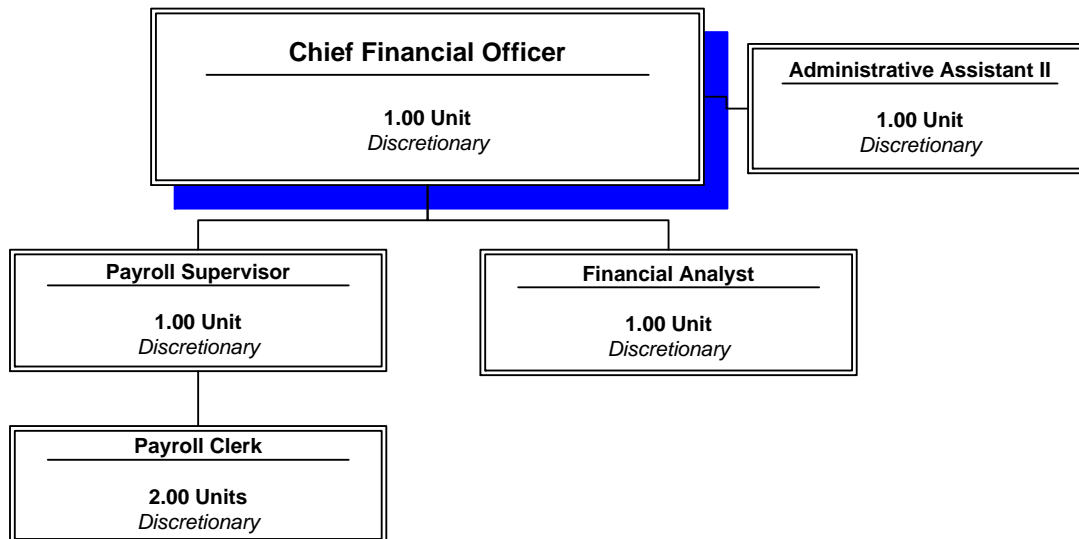 Chief Financial Officer
1.00 Unit
Discretionary
Administrative Assistant II
1.00 Unit
Discretionary
Payroll Supervisor
1.00 Unit
Discretionary
Financial Analyst
1.00 Unit
Discretionary
Payroll Clerk
2.00 Units
Discretionary